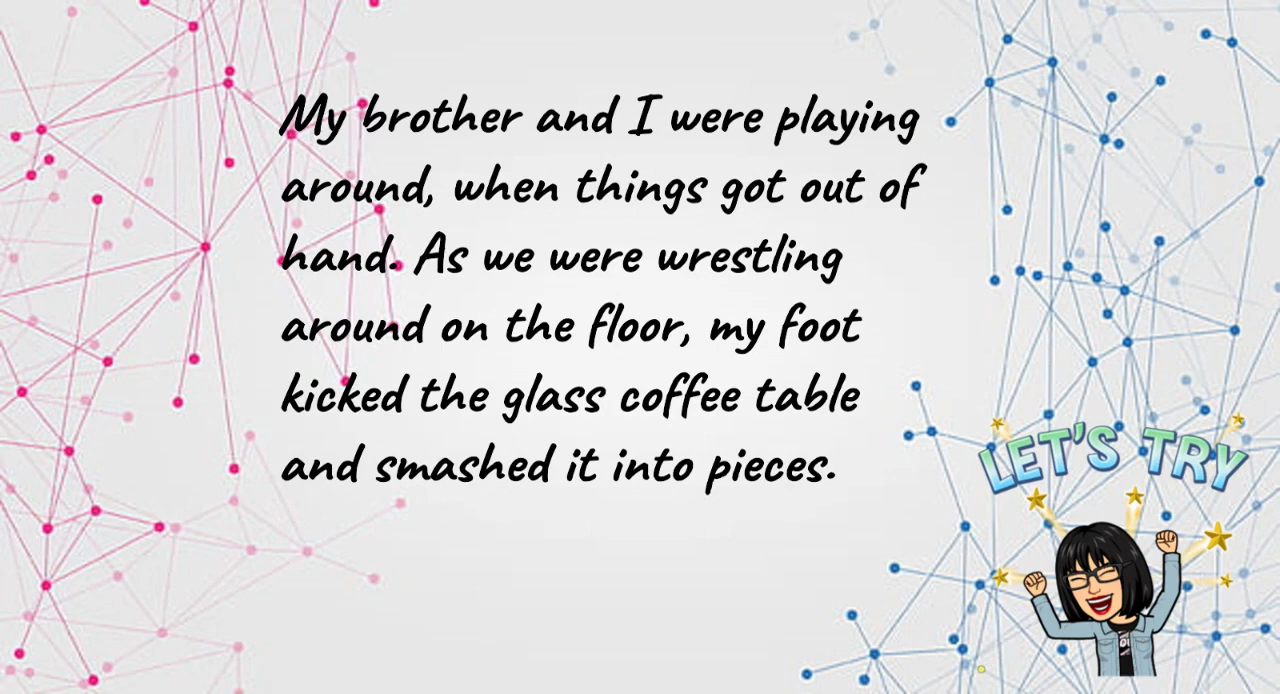 My brother and I were playing
around, when things got out of
hand. As we were wrestling
around on the floor, my foot
kicked the glass coffee table
and smashed it into pieces.
LET'S TRY